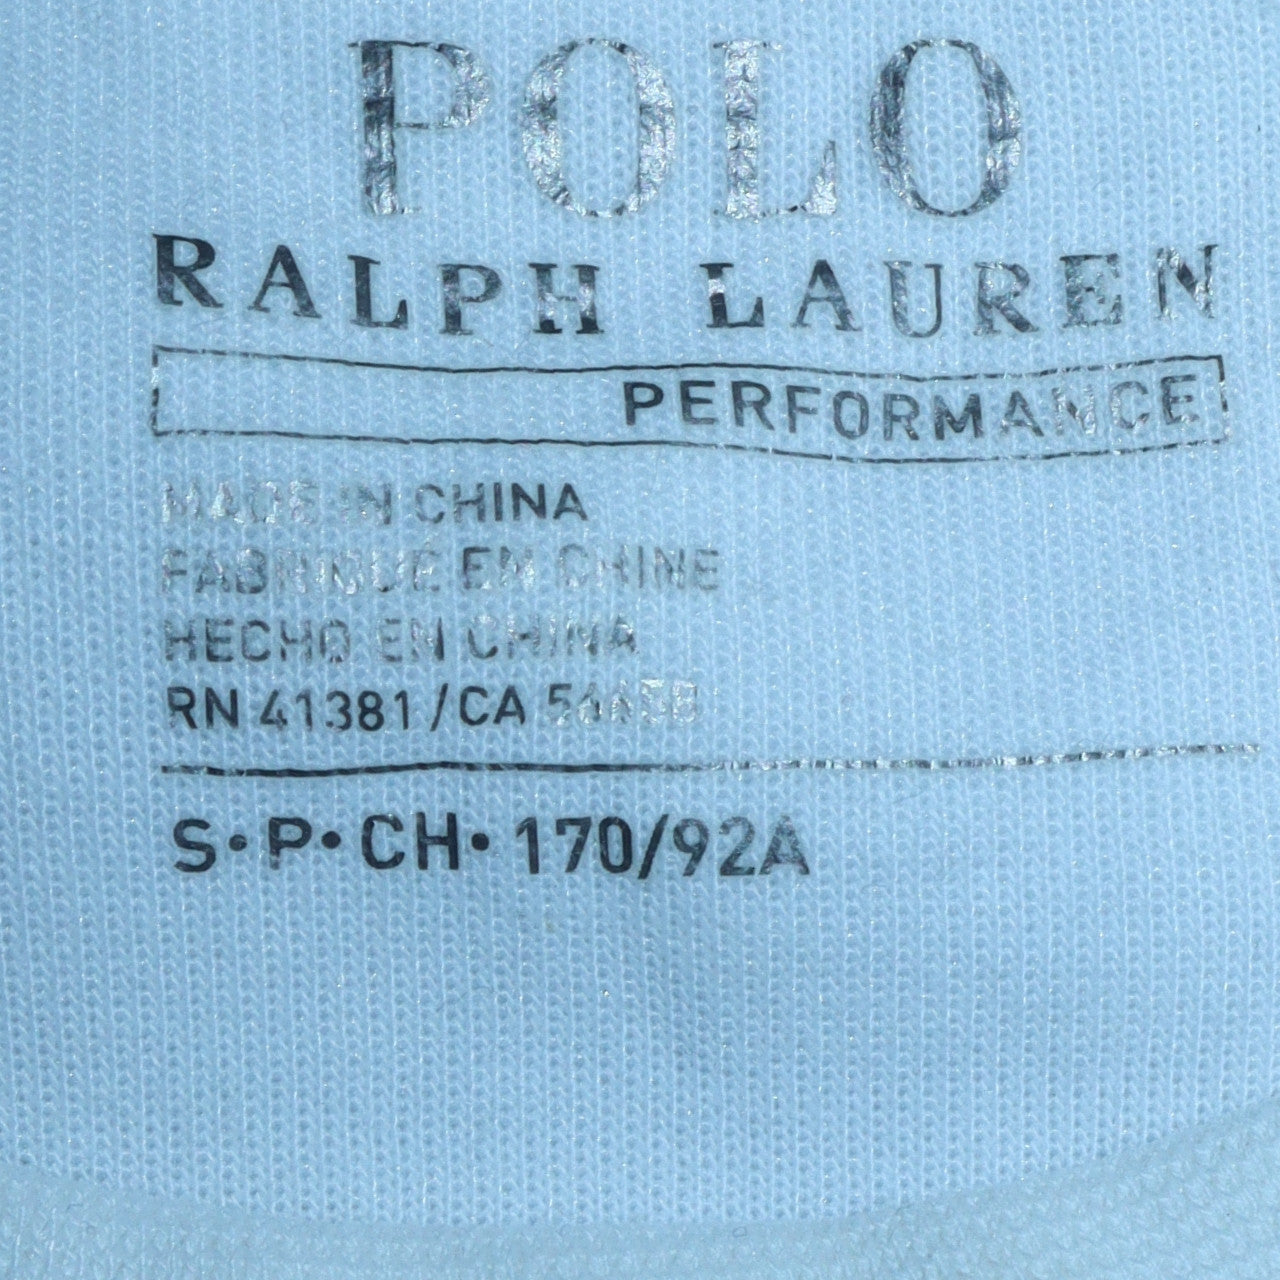 POLO
RALPH LAUREN
PERFORMANCE
MADE IN CHINA
FABRIQUÉ EN CHINE
HECHO EN CHINA
RN 41381/CA 56658
S•P•CH•170/92A